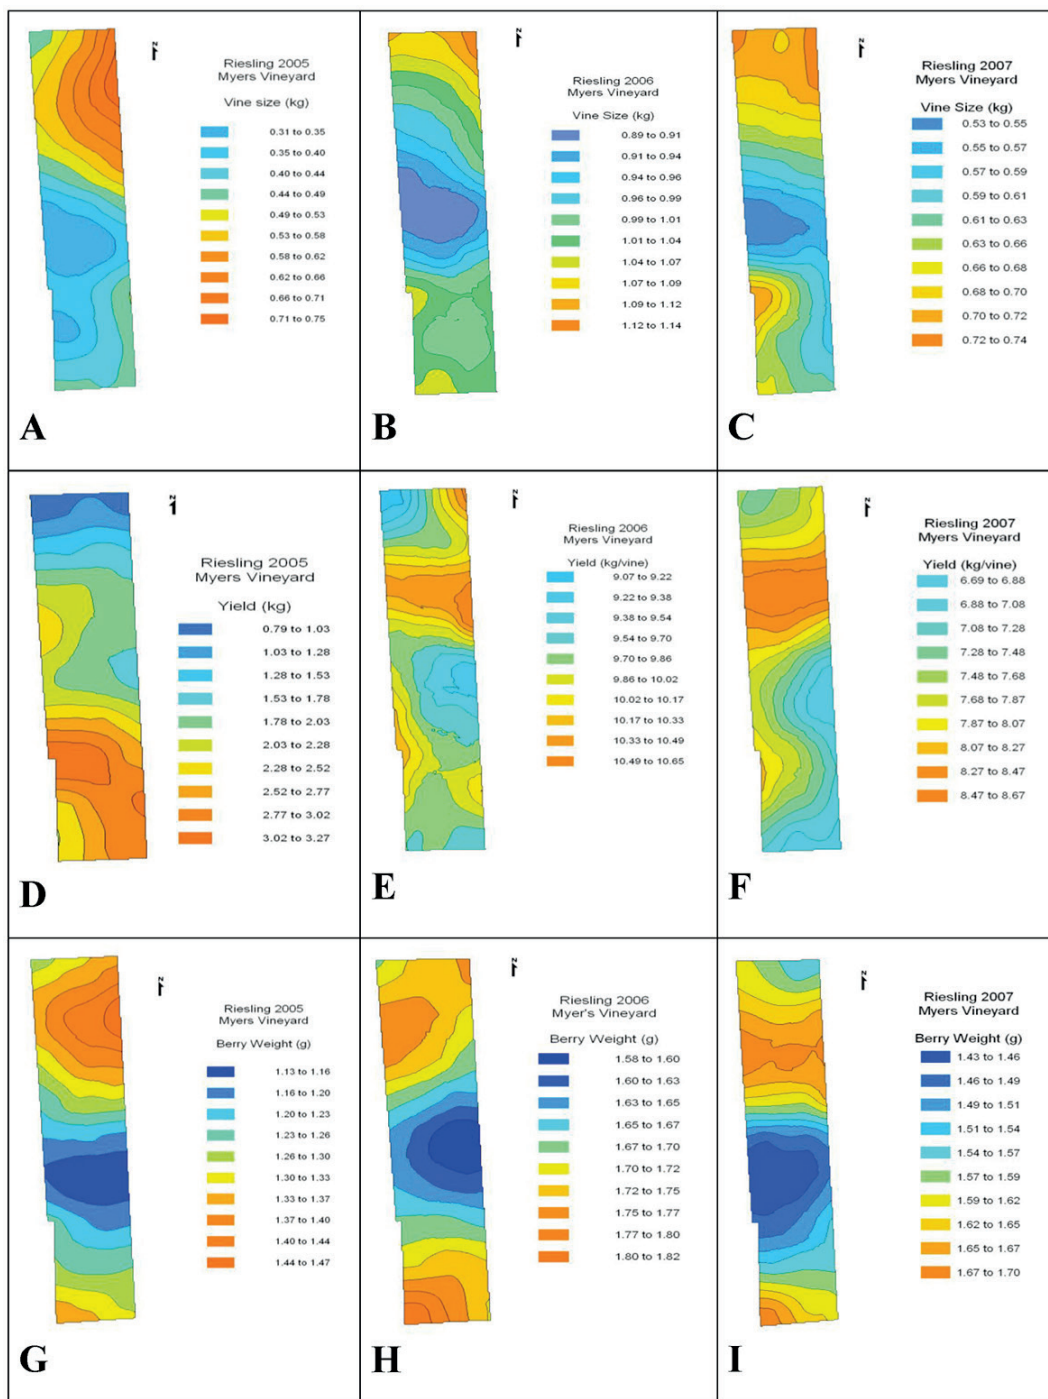 N
Riesling 2005
Myers Vineyard
Vine size (kg)
0.31 to 0.35
0.35 to 0.40
0.40 to 0.44
0.44 to 0.49
0.49 to 0.53
0.53 to 0.58
0.58 to 0.62
0.62 to 0.66
0.66 to 0.71
0.71 to 0.75
A
N
Riesling 2006
Myers Vineyard
Vine Size (kg)
0.89 to 0.91
0.91 to 0.94
0.94 to 0.96
0.96 to 0.99
0.99 to 1.01
1.01 to 1.04
1.04 to 1.07
1.07 to 1.09
1.09 to 1.12
1.12 to 1.14
B
N
Riesling 2007
Myers Vineyard
Vine Size (kg)
0.53 to 0.55
0.55 to 0.57
0.57 to 0.59
0.59 to 0.61
0.61 to 0.63
0.63 to 0.66
0.66 to 0.68
0.68 to 0.70
0.70 to 0.72
0.72 to 0.74
C
N
Riesling 2005
Myers Vineyard
Yield (kg)
0.79 to 1.03
1.03 to 1.28
1.28 to 1.53
1.53 to 1.78
1.78 to 2.03
2.03 to 2.28
2.28 to 2.52
2.52 to 2.77
2.77 to 3.02
3.02 to 3.27
D
N
Riesling 2006
Myers Vineyard
Yield (kg/vine)
9.07 to 9.22
9.22 to 9.38
9.38 to 9.54
9.54 to 9.70
9.70 to 9.86
9.86 to 10.02
10.02 to 10.17
10.17 to 10.33
10.33 to 10.49
10.49 to 10.65
E
N
Riesling 2007
Myers Vineyard
Yield (kg/vine)
6.69 to 6.88
6.88 to 7.08
7.08 to 7.28
7.28 to 7.48
7.48 to 7.68
7.68 to 7.87
7.87 to 8.07
8.07 to 8.27
8.27 to 8.47
8.47 to 8.67
F
N
Riesling 2005
Myers Vineyard
Berry Weight (g)
1.13 to 1.16
1.16 to 1.20
1.20 to 1.23
1.23 to 1.26
1.26 to 1.30
1.30 to 1.33
1.33 to 1.37
1.37 to 1.40
1.40 to 1.44
1.44 to 1.47
G
N
Riesling 2006
Myer's Vineyard
Berry Weight (g)
1.58 to 1.60
1.60 to 1.63
1.63 to 1.65
1.65 to 1.67
1.67 to 1.70
1.70 to 1.72
1.72 to 1.75
1.75 to 1.77
1.77 to 1.80
1.80 to 1.82
H
N
Riesling 2007
Myers Vineyard
Berry Weight (g)
1.43 to 1.46
1.46 to 1.49
1.49 to 1.51
1.51 to 1.54
1.54 to 1.57
1.57 to 1.59
1.59 to 1.62
1.62 to 1.65
1.65 to 1.67
1.67 to 1.70
I